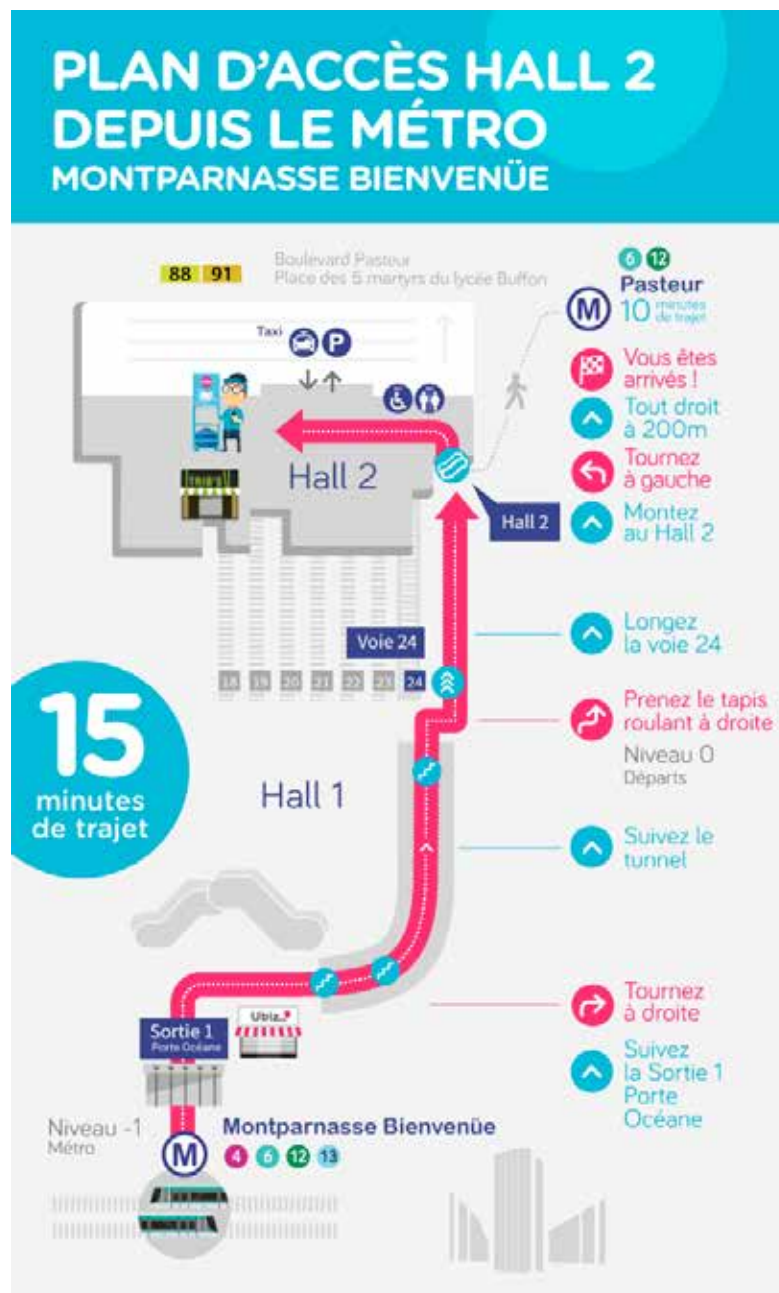 PLAN D'ACCÈS HALL 2
DEPUIS LE MÉTRO
MONTPARNASSE BIENVENÜE
88 91
Boulevard Pasteur
Place des 5 martyrs du lycée Buffon
6 12
Pasteur
M
10 minutes
de trajet
Taxi
P
Vous êtes
arrivés !
Tout droit
à 200m
Tournez
à gauche
Montez
au Hall 2
Hall 2
Hall 2
Voie 24
18 19 20 21 22 23 24
Longez
la voie 24
Prenez le tapis
roulant à droite
Niveau 0
Départs
15
minutes
de trajet
Hall 1
Suivez le
tunnel
Tournez
à droite
Suivez
la Sortie 1
Porte
Océane
Sortie 1
Porte Océane
Niveau -1
Métro
M
Montparnasse Bienvenüe
4 6 12 13